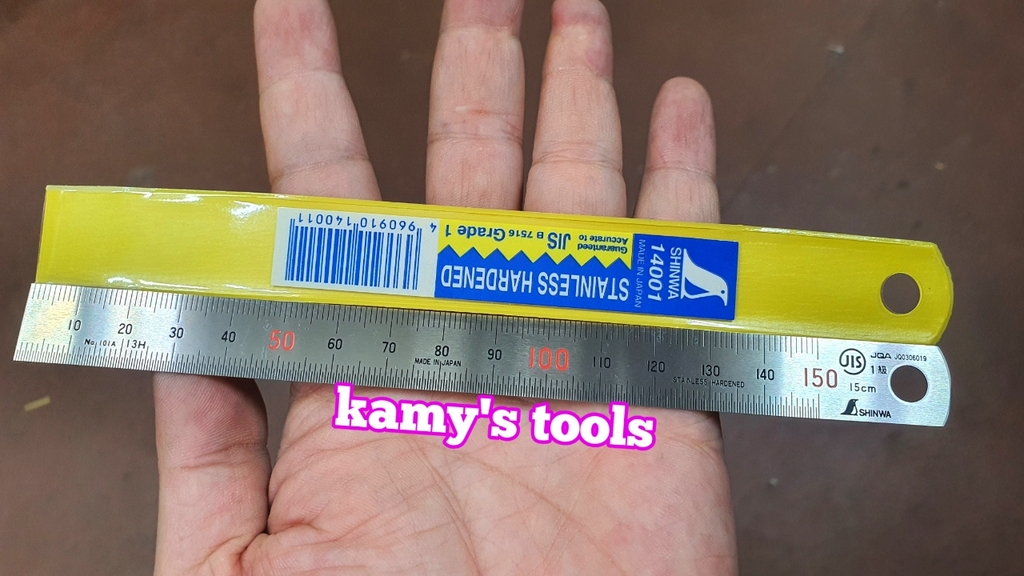 4 960910 140011
Guaranteed
Accurate to
JIS B 7516 Grade 1
STAINLESS HARDENED
SHINWA
14001
MADE IN JAPAN
10 20 30 40 50 60 70 80 90 100 110 120 130 140 150
No. 101A 13H
MADE IN JAPAN
STAINLESS HARDENED
JIS
JQA JQ0306019
1級
15cm
SHINWA
kamy's tools